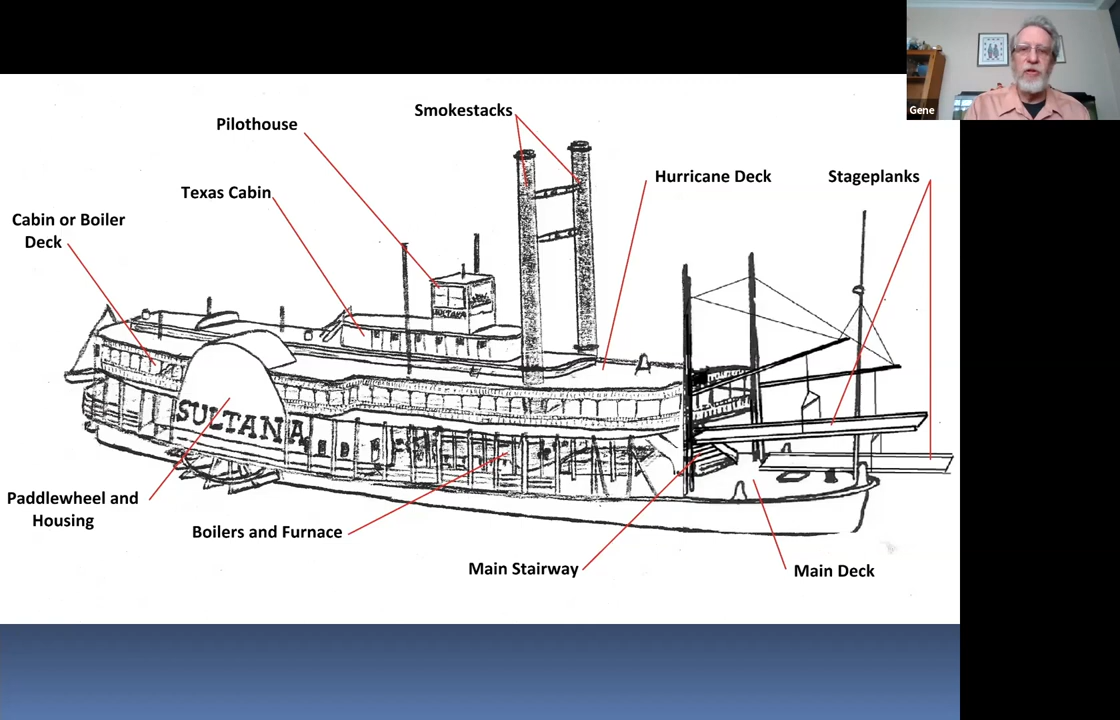 Gene
Smokestacks
Pilothouse
Hurricane Deck
Stageplanks
Texas Cabin
Cabin or Boiler
Deck
SULTANA
SULTANA
Paddlewheel and
Housing
Boilers and Furnace
Main Stairway
Main Deck